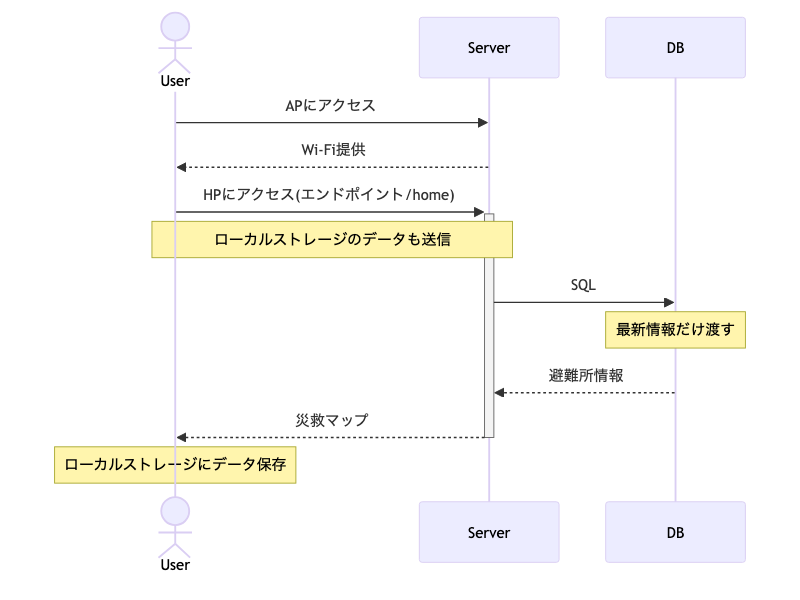 User
Server
DB
APにアクセス
Wi-Fi提供
HPにアクセス(エンドポイント/home)
ローカルストレージのデータも送信
SQL
最新情報だけ渡す
避難所情報
災救マップ
ローカルストレージにデータ保存
User
Server
DB